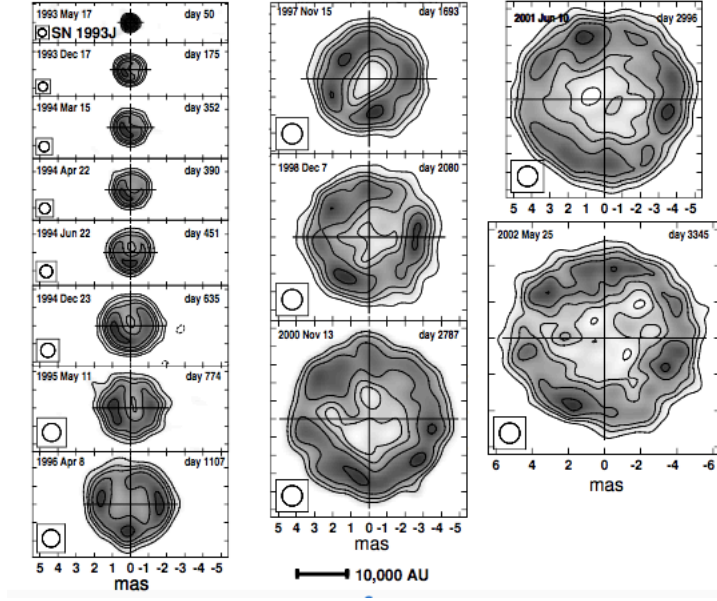 1993 May 17 day 50
SN 1993J
1993 Dec 17 day 175
1994 Mar 15 day 352
1994 Apr 22 day 390
1994 Jun 22 day 451
1994 Dec 23 day 635
1995 May 11 day 774
1996 Apr 8 day 1107
5 4 3 2 1 0 -1 -2 -3 -4 -5
mas
1997 Nov 15 day 1693
1998 Dec 7 day 2080
2000 Nov 13 day 2787
5 4 3 2 1 0 -1 -2 -3 -4 -5
mas
10,000 AU
2001 Jun 10 day 2996
5 4 3 2 1 0 -1 -2 -3 -4 -5
2002 May 25 day 3345
6 4 2 0 -2 -4 -6
mas